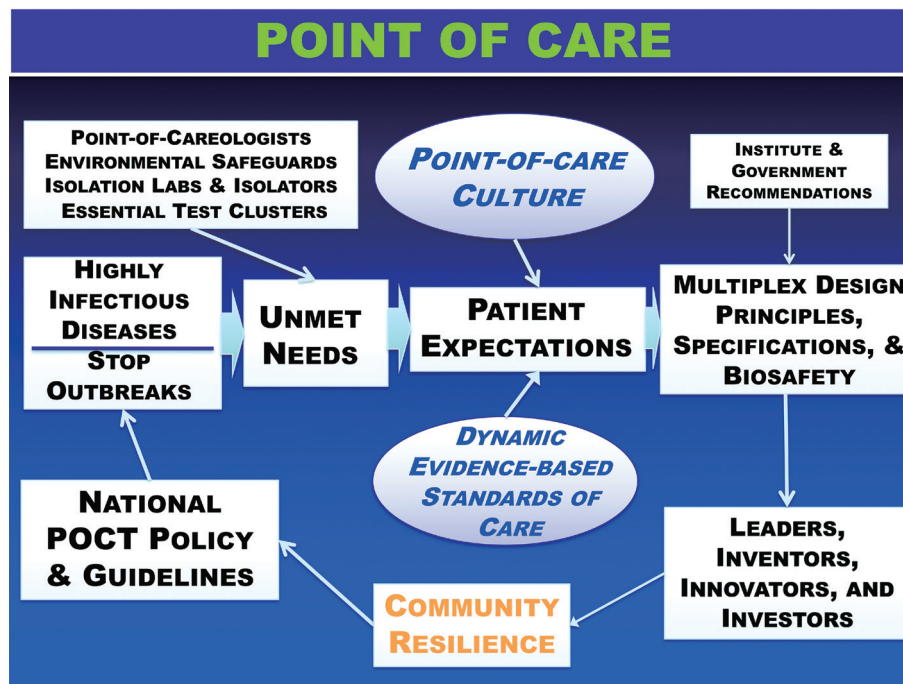 POINT OF CARE
POINT-OF-CAREOLOGISTS
ENVIRONMENTAL SAFEGUARDS
ISOLATION LABS & ISOLATORS
ESSENTIAL TEST CLUSTERS
POINT-OF-CARE
CULTURE
INSTITUTE &
GOVERNMENT
RECOMMENDATIONS
HIGHLY
INFECTIOUS
DISEASES
STOP
OUTBREAKS
UNMET
NEEDS
PATIENT
EXPECTATIONS
MULTIPLEX DESIGN
PRINCIPLES,
SPECIFICATIONS, &
BIOSAFETY
DYNAMIC
EVIDENCE-BASED
STANDARDS OF
CARE
NATIONAL
POCT POLICY
& GUIDELINES
COMMUNITY
RESILIENCE
LEADERS,
INVENTORS,
INNOVATORS, AND
INVESTORS